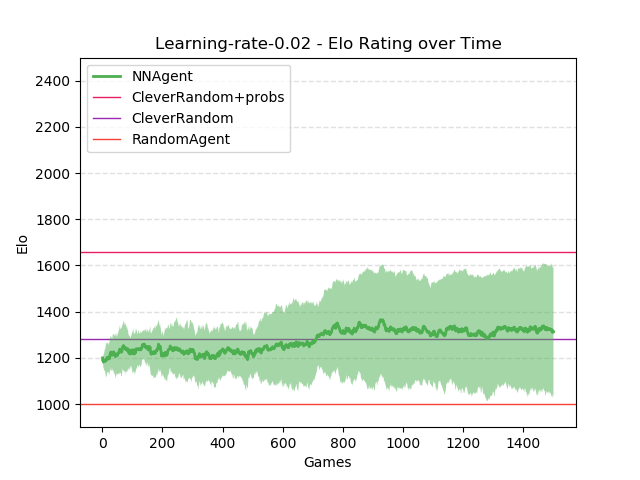 Learning-rate-0.02 - Elo Rating over Time
NNAgent
CleverRandom+probs
CleverRandom
RandomAgent
2400
2200
2000
1800
1600
1400
1200
1000
Elo
0 200 400 600 800 1000 1200 1400
Games